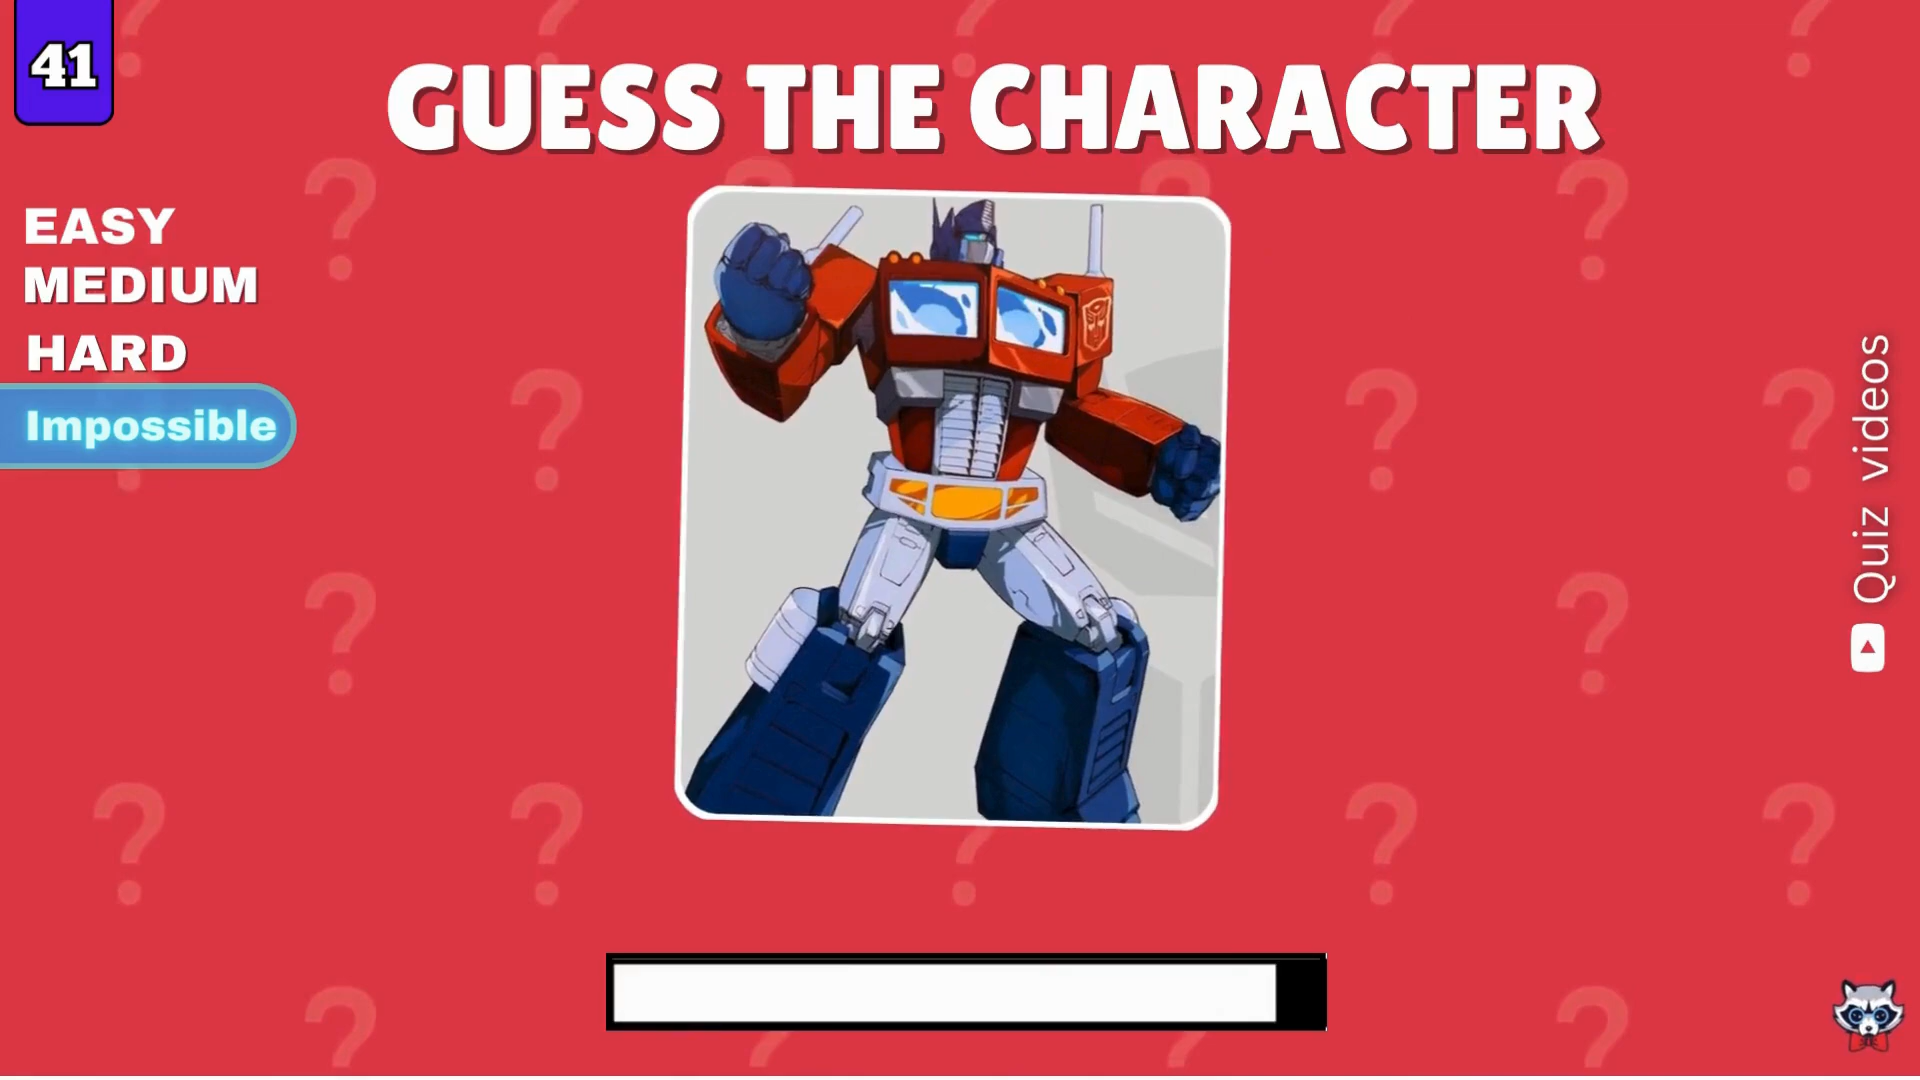 41
GUESS THE CHARACTER
EASY
MEDIUM
HARD
Impossible
Quiz videos